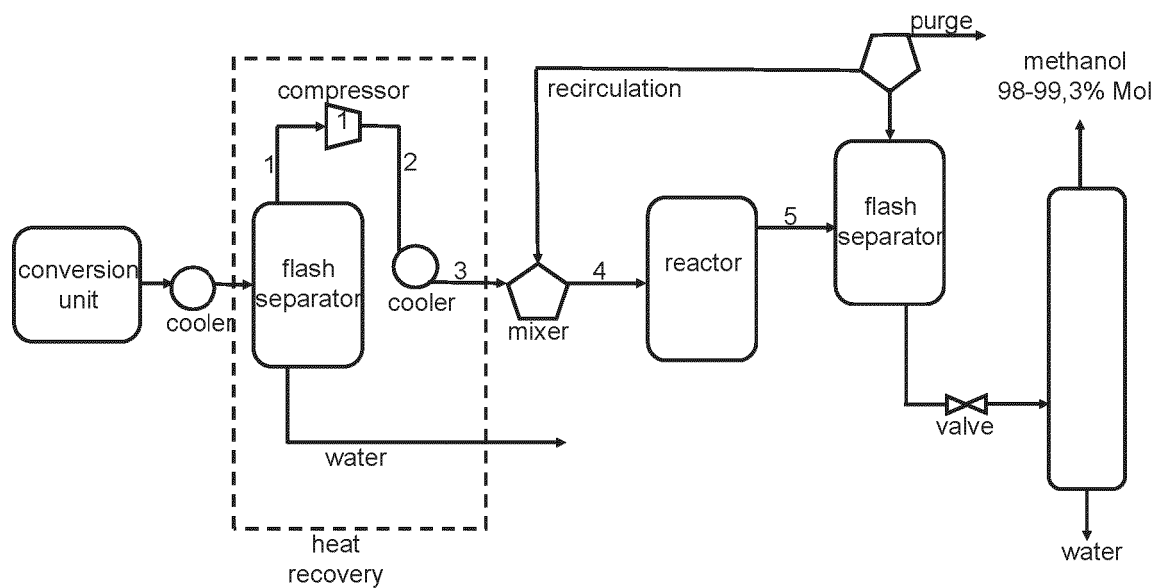 purge
methanol
98-99,3% Mol
recirculation
compressor
1
1
2
conversion
unit
cooler
flash
separator
3
cooler
mixer
4
reactor
5
flash
separator
valve
water
water
heat
recovery